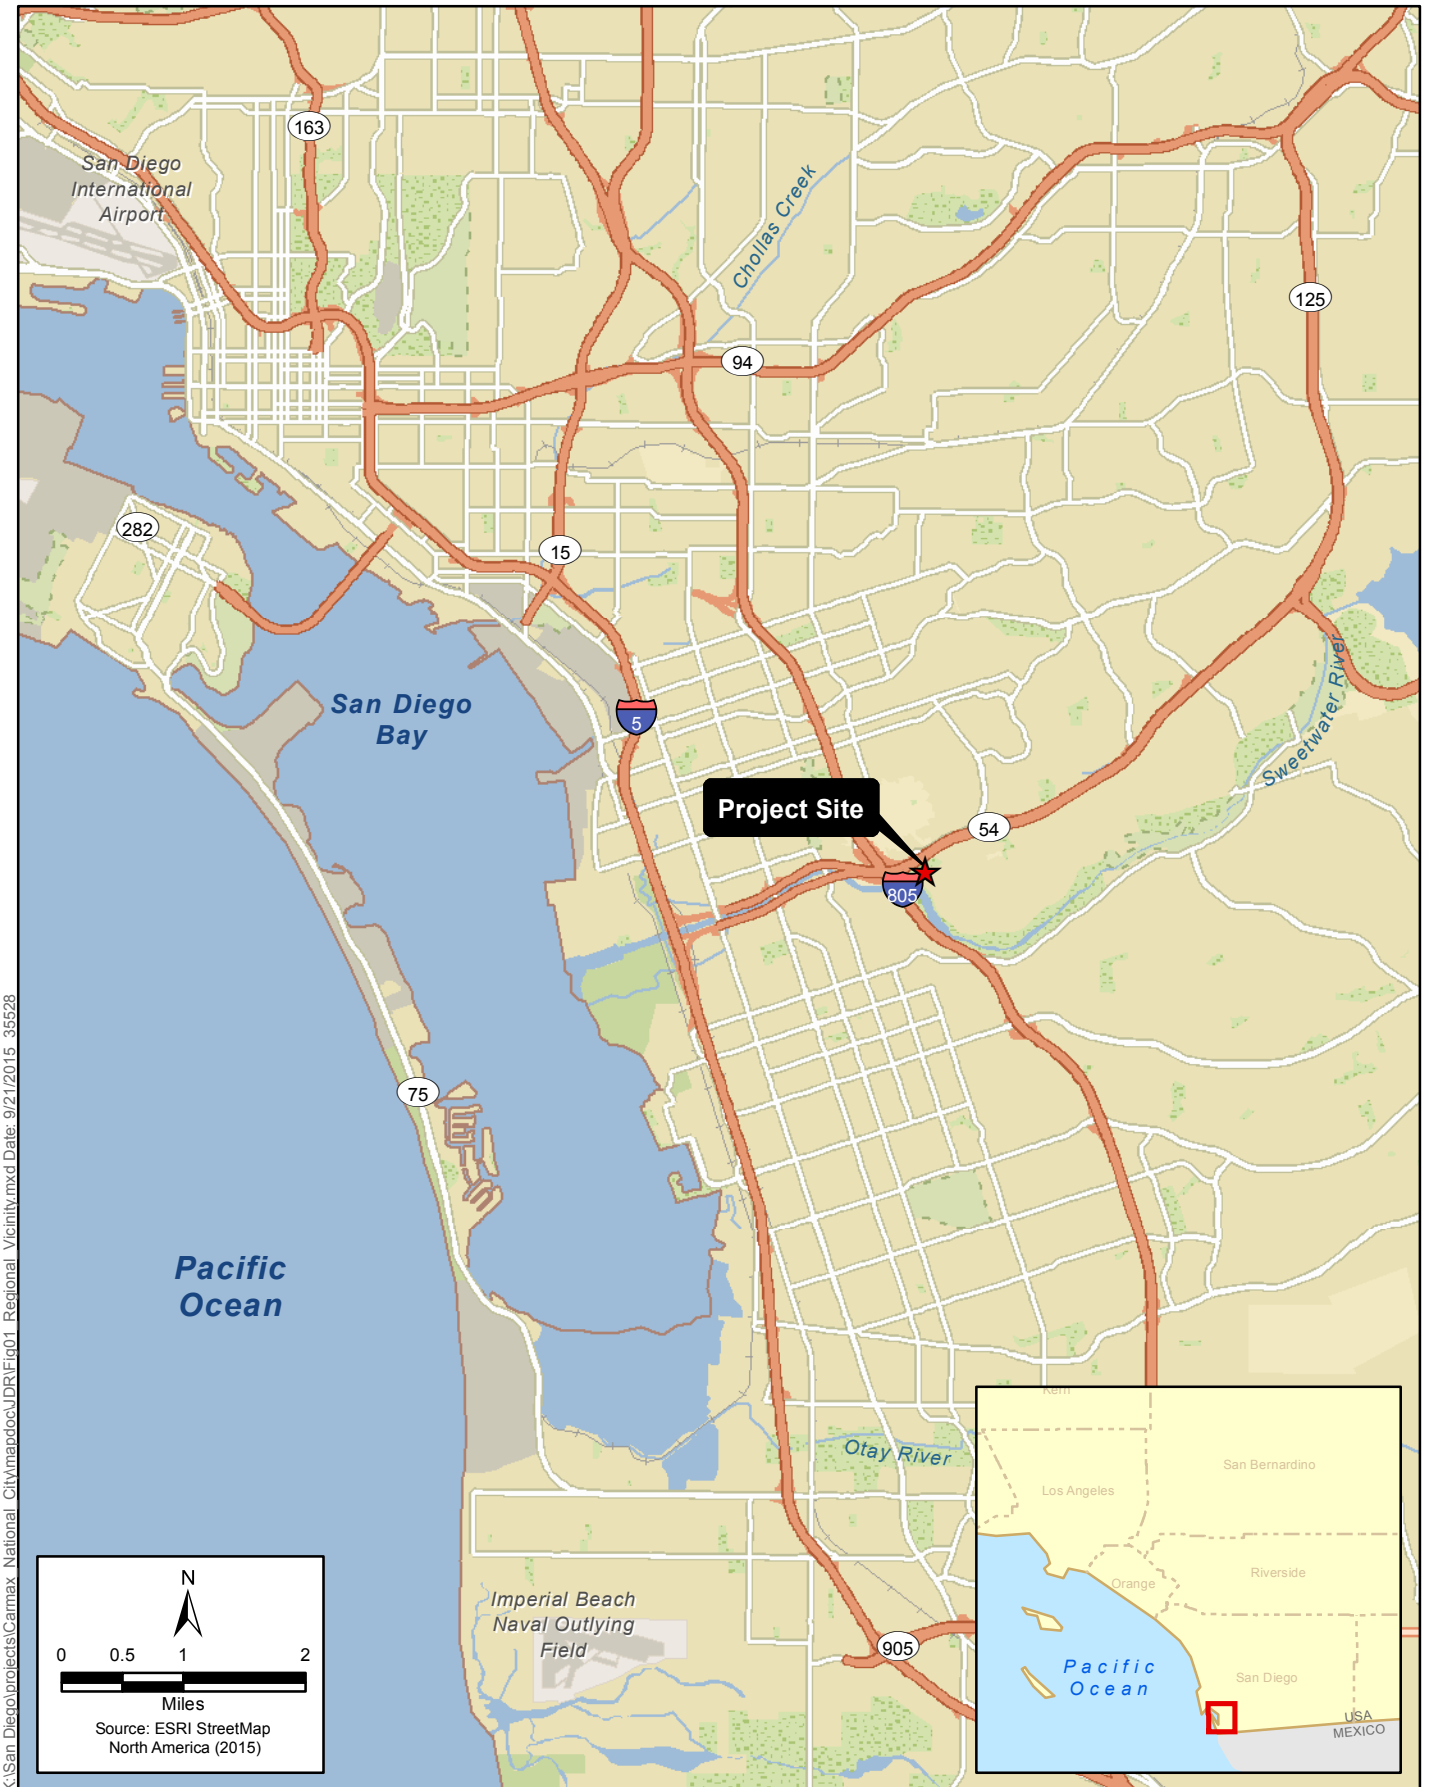 163
San Diego
International
Airport
Chollas Creek
125
94
282
15
San Diego
Bay
5
Sweetwater River
Project Site
54
805
75
Pacific
Ocean
Otay River
Imperial Beach
Naval Outlying
Field
905
N
0 0.5 1 2
Miles
Source: ESRI StreetMap
North America (2015)
Kern
San Bernardino
Los Angeles
Orange
Riverside
Pacific
Ocean
San Diego
USA
MEXICO
K:\San Diego\projects\Carmax_National_City\mapdoc\JDR\Fig01_Regional_Vicinity.mxd Date: 9/21/2015 35528